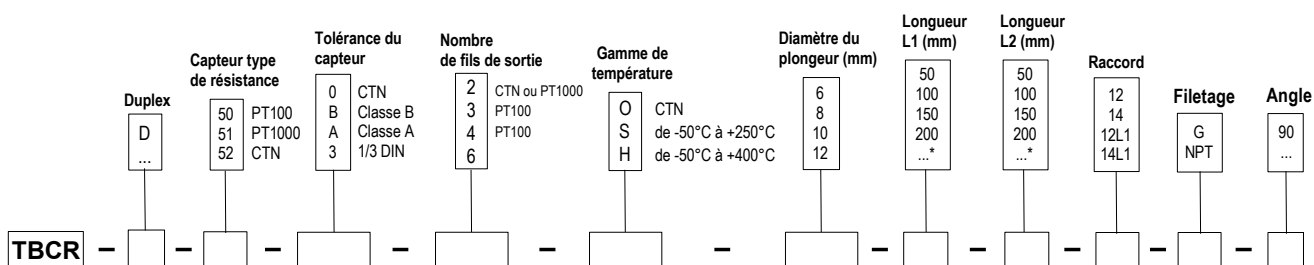 Duplex
D
...
Capteur type
de résistance
50 PT100
51 PT1000
52 CTN
Tolérance du
capteur
0 CTN
B Classe B
A Classe A
3 1/3 DIN
Nombre
de fils de sortie
2 CTN ou PT1000
3 PT100
4 PT100
6
Gamme de
température
O CTN
S de -50°C à +250°C
H de -50°C à +400°C
Diamètre du
plongeur (mm)
6
8
10
12
Longueur
L1 (mm)
50
100
150
200
...*
Longueur
L2 (mm)
50
100
150
200
...*
Raccord
12
14
12L1
14L1
Filetage
G
NPT
Angle
90
...
TBCR – – – – – – – – – – –